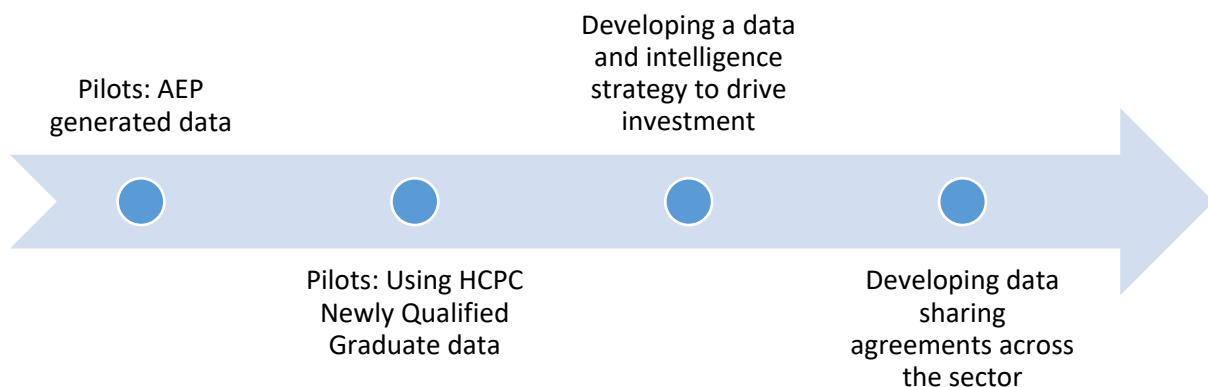 Pilots: AEP
generated data
Pilots: Using HCPC
Newly Qualified
Graduate data
Developing a data
and intelligence
strategy to drive
investment
Developing data
sharing
agreements across
the sector